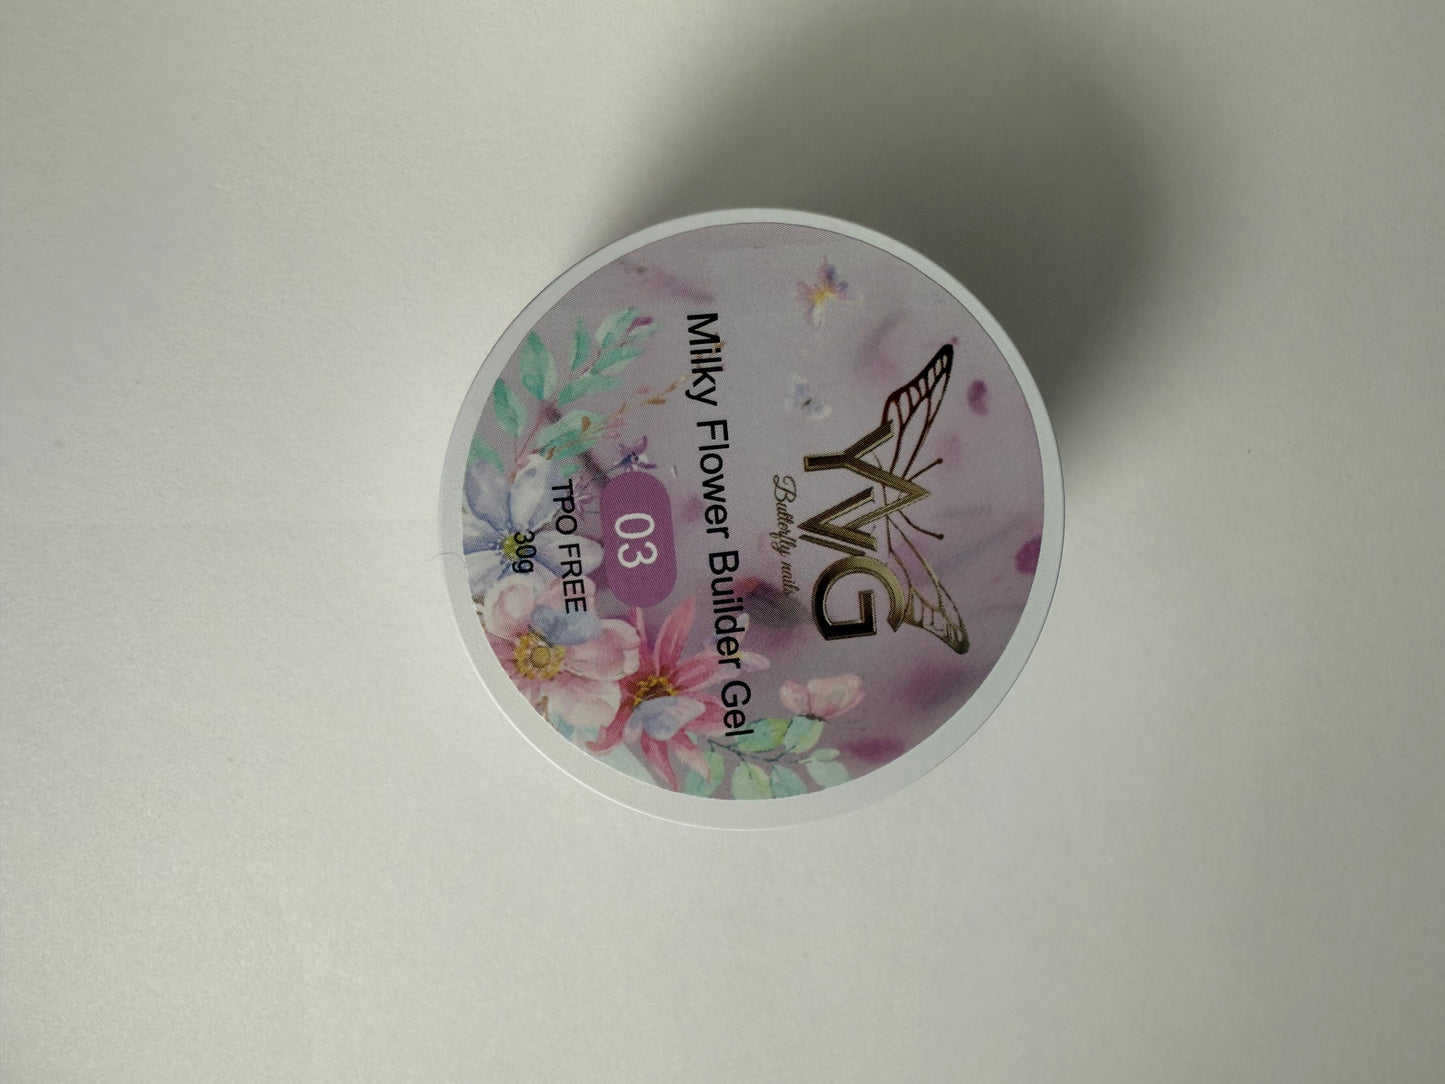 YVG
Butterfly nails
Milky Flower Builder Gel
03
TPO FREE
30g